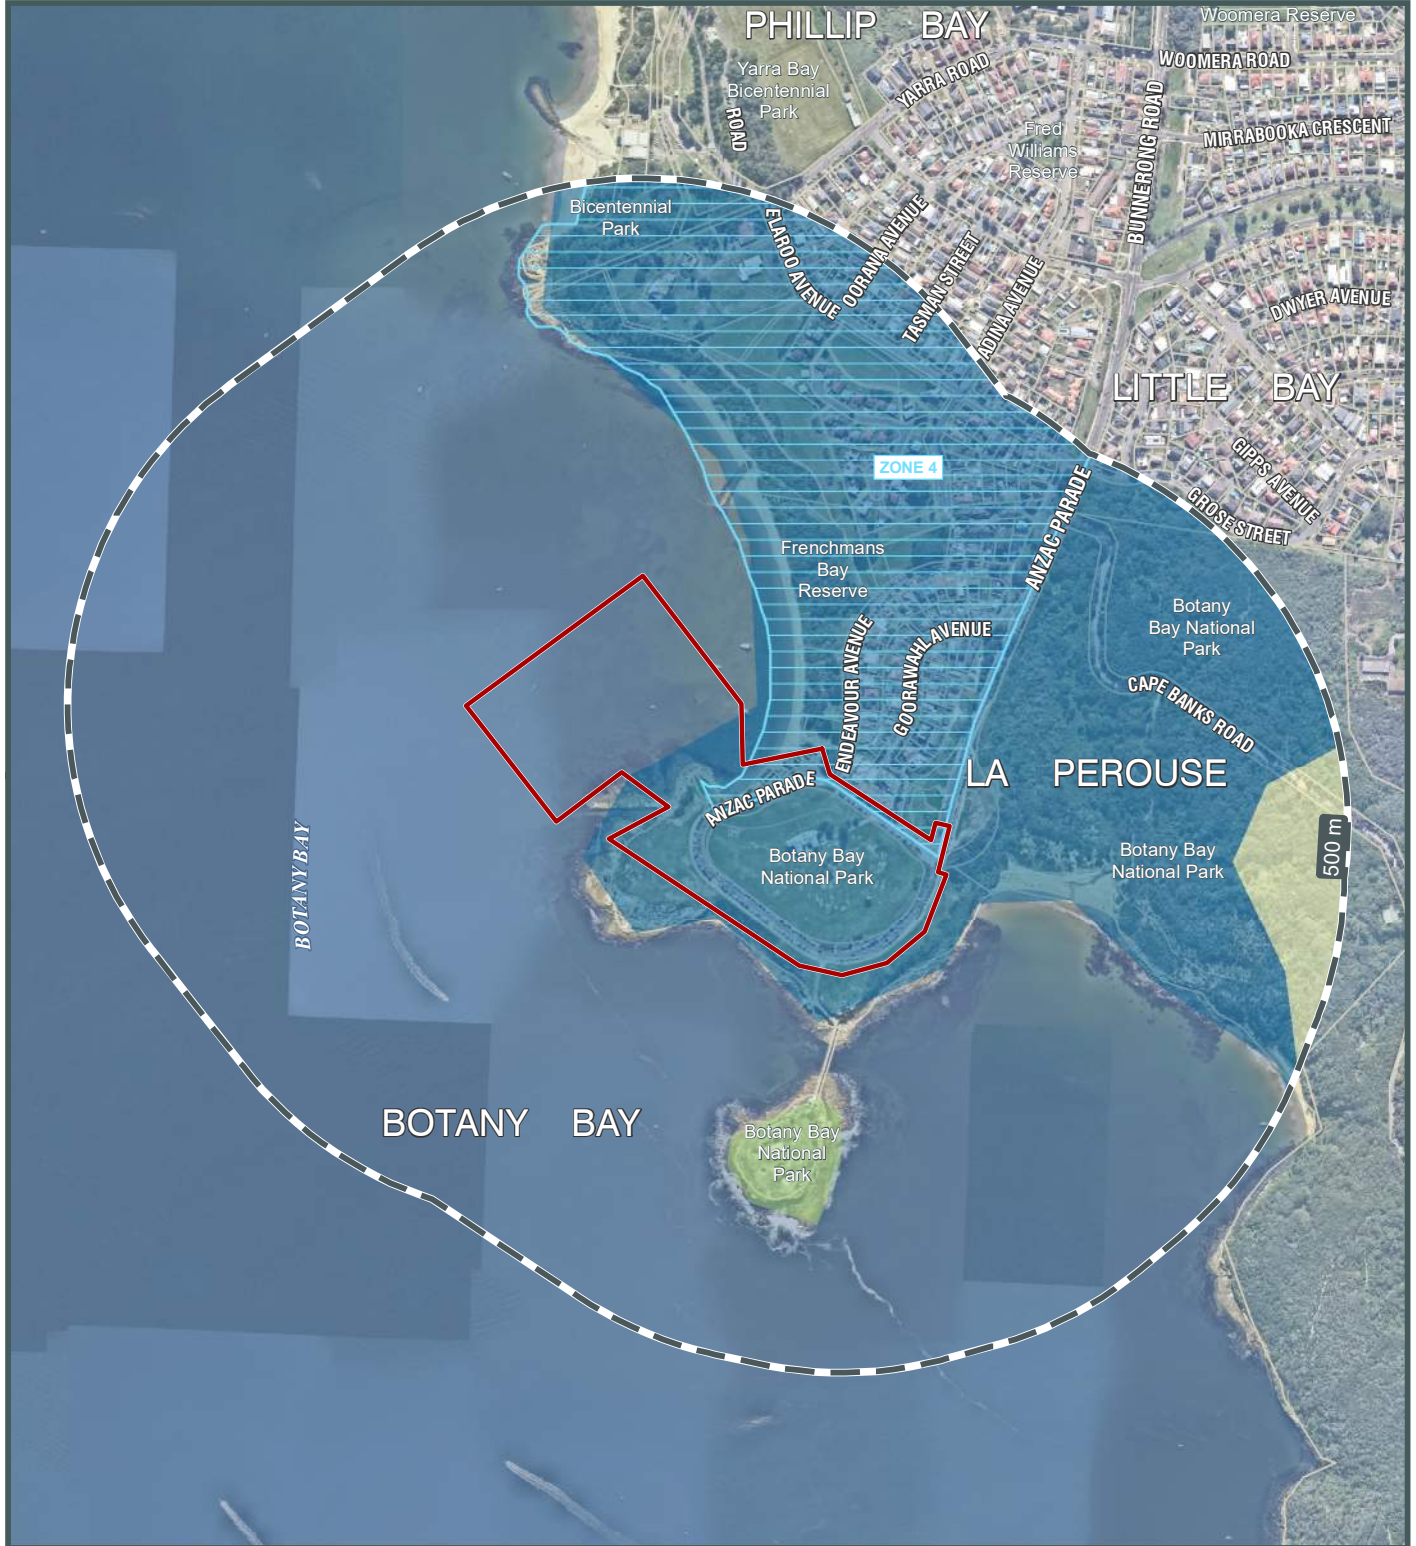 PHILLIP BAY
Woomera Reserve
WOOMERA ROAD
YARRA ROAD
Yarra Bay
Bicentennial
Park
ROAD
BUNNERONG ROAD
MIRRABOOKA CRESCENT
Fred
Williams
Reserve
Bicentennial
Park
ELAROO AVENUE
OORANA AVENUE
TASMAN STREET
ADINA AVENUE
DWYER AVENUE
LITTLE BAY
GIPPS AVENUE
GROSE STREET
ZONE 4
ANZAC PARADE
Frenchmans
Bay
Reserve
Botany
Bay National
Park
ENDEAVOUR AVENUE
GOORAWAHL AVENUE
CAPE BANKS ROAD
LA PEROUSE
ANZAC PARADE
Botany Bay
National Park
Botany Bay
National Park
500 m
BOTANY BAY
BOTANY BAY
Botany Bay
National
Park